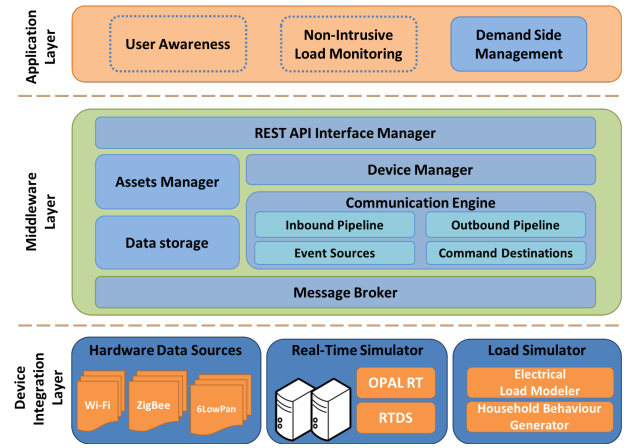 Application
Layer
User Awareness
Non-Intrusive
Load Monitoring
Demand Side
Management
Middleware
Layer
REST API Interface Manager
Assets Manager
Device Manager
Data storage
Communication Engine
Inbound Pipeline
Outbound Pipeline
Event Sources
Command Destinations
Message Broker
Device
Integration
Layer
Hardware Data Sources
Wi-Fi
ZigBee
6LowPan
Real-Time Simulator
OPAL RT
RTDS
Load Simulator
Electrical
Load Modeler
Household Behaviour
Generator